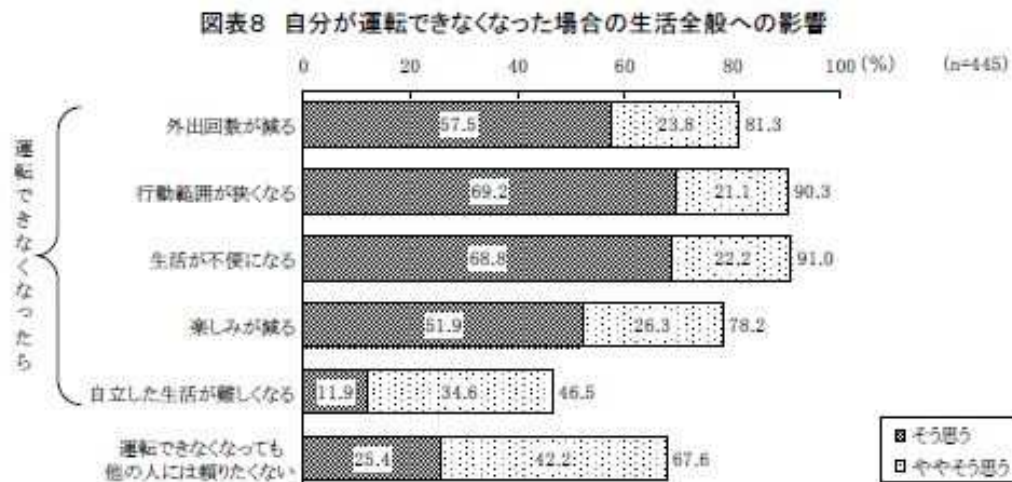 図表8 自分が運転できなくなった場合の生活全般への影響
0 20 40 60 80 100 (%) (n=445)
運転できなくなったら
外出回数が減る 57.5 23.8 81.3
行動範囲が狭くなる 69.2 21.1 90.3
生活が不便になる 68.8 22.2 91.0
楽しみが減る 51.9 26.3 78.2
自立した生活が難しくなる 11.9 34.6 46.5
運転できなくなっても
他の人には頼りたくない 25.4 42.2 67.6
そう思う
ややそう思う